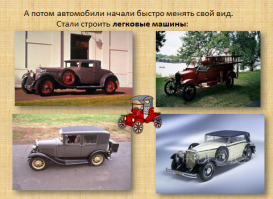 А потом автомобили начали быстро менять свой вид.
Стали строить легковые машины: